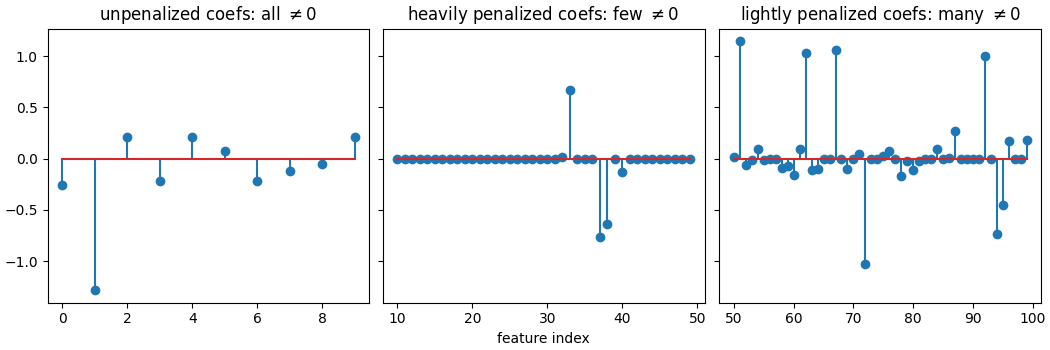 unpenalized coefs: all ≠0
heavily penalized coefs: few ≠0
lightly penalized coefs: many ≠0
1.0
0.5
0.0
−0.5
−1.0
0 2 4 6 8
10 20 30 40 50
50 60 70 80 90 100
feature index